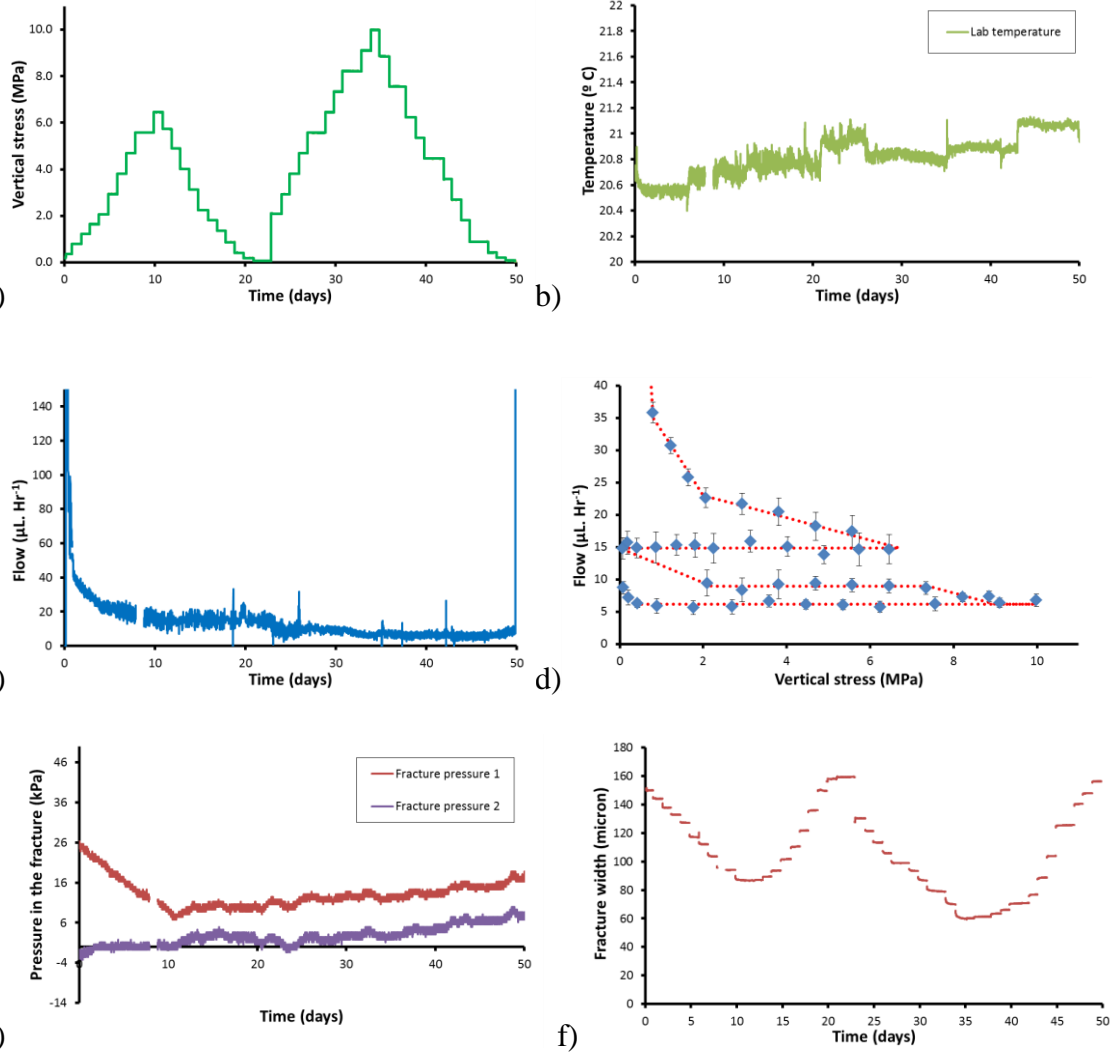 10.0
8.0
6.0
4.0
2.0
0.0
Vertical stress (MPa)
0 10 20 30 40 50
Time (days)
)
22
21.8
21.6
21.4
21.2
21
20.8
20.6
20.4
20.2
20
Temperature (º C)
Lab temperature
0 10 20 30 40 50
Time (days)
b)
140
120
100
80
60
40
20
0
Flow (µL. Hr-1)
0 10 20 30 40 50
Time (days)
)
40
35
30
25
20
15
10
5
0
Flow (µL. Hr-1)
0 2 4 6 8 10
Vertical stress (MPa)
d)
46
36
26
16
6
-4
-14
Pressure in the fracture (kPa)
Fracture pressure 1
Fracture pressure 2
0 10 20 30 40 50
Time (days)
)
180
160
140
120
100
80
60
40
20
0
Fracture width (micron)
0 5 10 15 20 25 30 35 40 45 50
Time (days)
f)